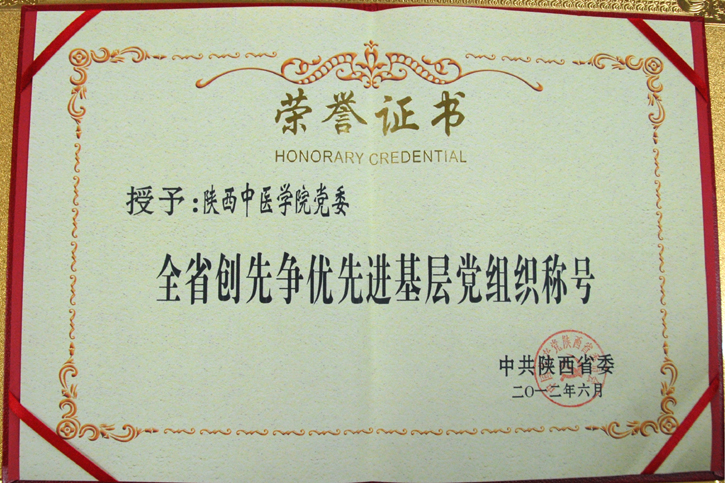 荣誉证书
HONORARY CREDENTIAL
授予:陕西中医学院党委
全省创先争优先进基层党组织称号
中共陕西省委
二〇一二年六月